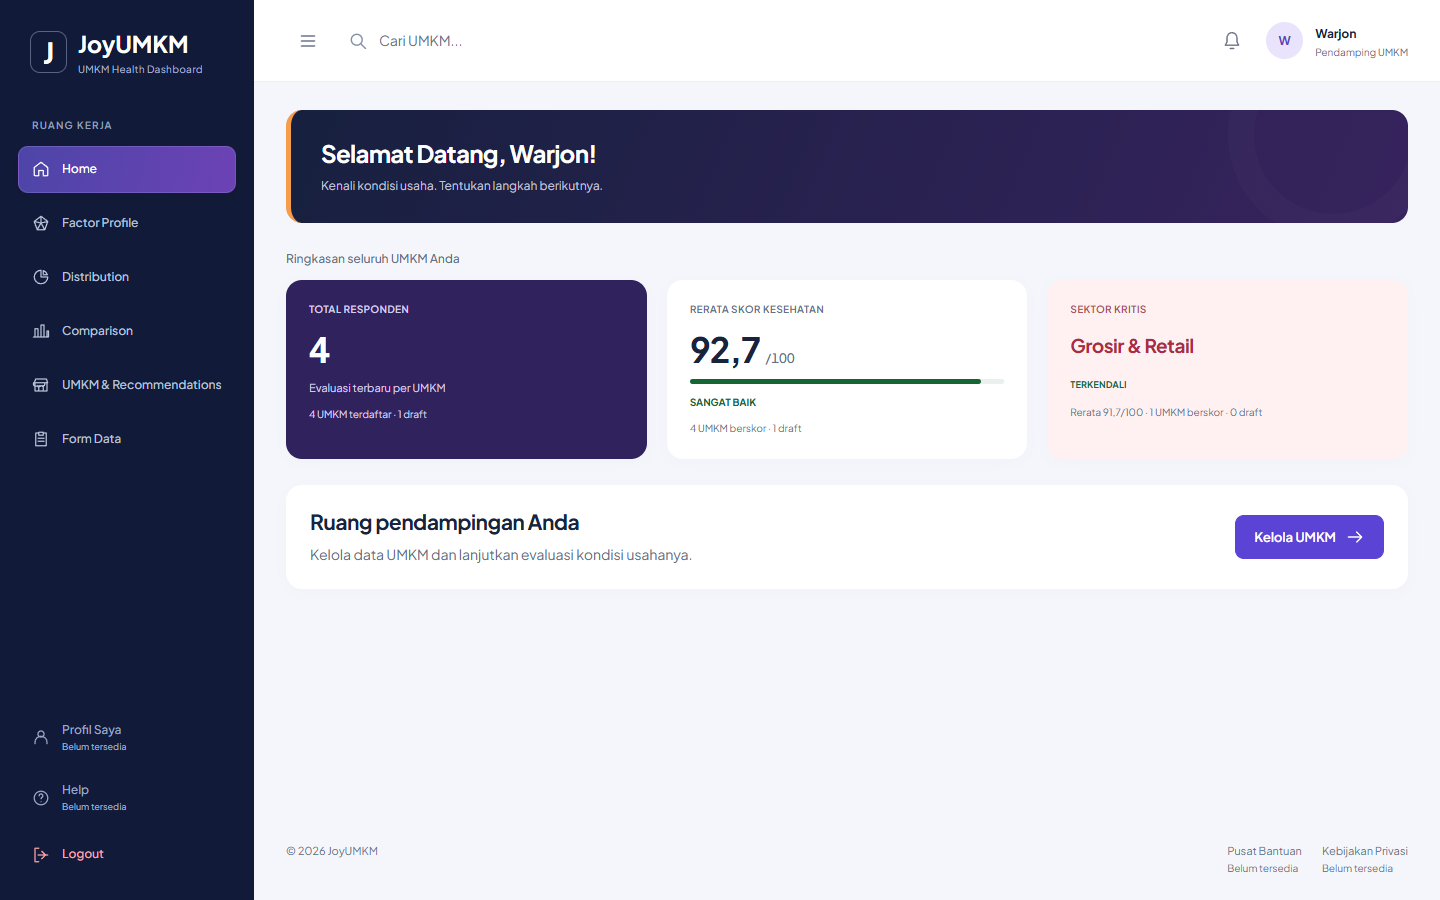 J
JoyUMKM
UMKM Health Dashboard
RUANG KERJA
Home
Factor Profile
Distribution
Comparison
UMKM & Recommendations
Form Data
Profil Saya
Belum tersedia
Help
Belum tersedia
Logout
Cari UMKM...
W
Warjon
Pendamping UMKM
Selamat Datang, Warjon!
Kenali kondisi usaha. Tentukan langkah berikutnya.
Ringkasan seluruh UMKM Anda
TOTAL RESPONDEN
4
Evaluasi terbaru per UMKM
4 UMKM terdaftar · 1 draft
RERATA SKOR KESEHATAN
92,7 /100
SANGAT BAIK
4 UMKM berskor · 1 draft
SEKTOR KRITIS
Grosir & Retail
TERKENDALI
Rerata 91,7/100 · 1 UMKM berskor · 0 draft
Ruang pendampingan Anda
Kelola data UMKM dan lanjutkan evaluasi kondisi usahanya.
Kelola UMKM
© 2026 JoyUMKM
Pusat Bantuan
Belum tersedia
Kebijakan Privasi
Belum tersedia